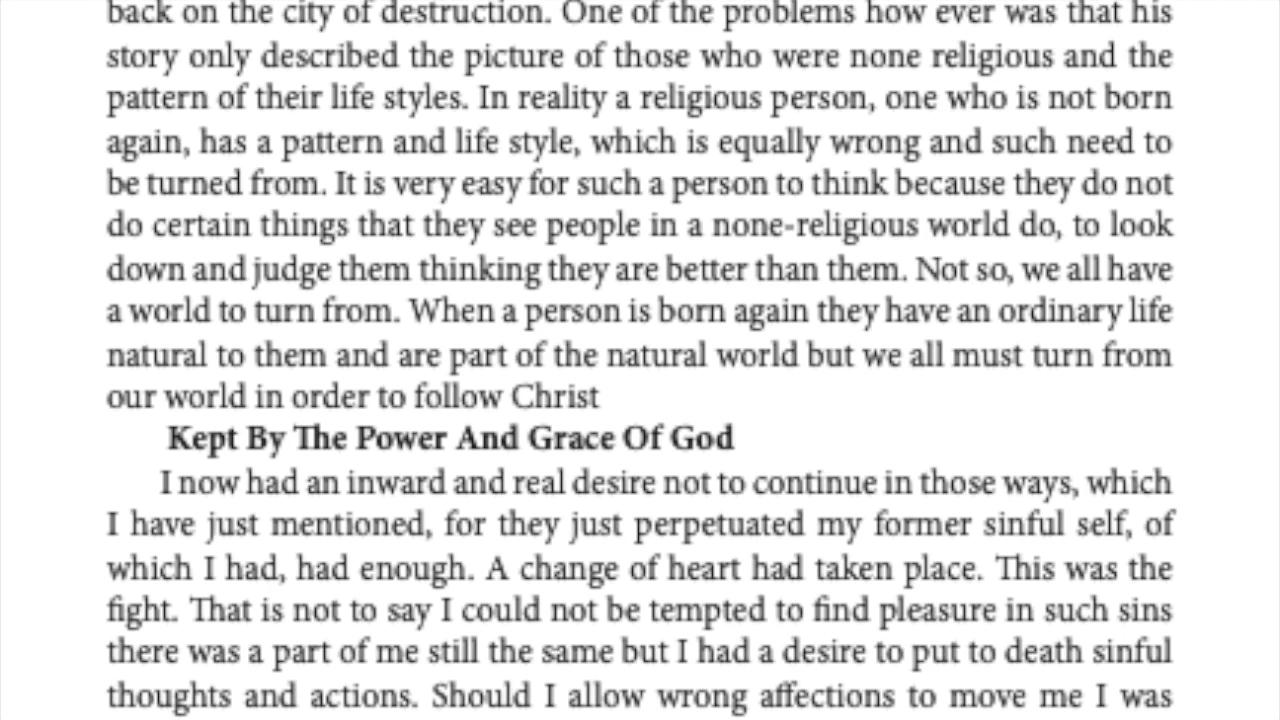 back on the city of destruction. One of the problems how ever was that his
story only described the picture of those who were none religious and the
pattern of their life styles. In reality a religious person, one who is not born
again, has a pattern and life style, which is equally wrong and such need to
be turned from. It is very easy for such a person to think because they do not
do certain things that they see people in a none-religious world do, to look
down and judge them thinking they are better than them. Not so, we all have
a world to turn from. When a person is born again they have an ordinary life
natural to them and are part of the natural world but we all must turn from
our world in order to follow Christ
Kept By The Power And Grace Of God
I now had an inward and real desire not to continue in those ways, which
I have just mentioned, for they just perpetuated my former sinful self, of
which I had, had enough. A change of heart had taken place. This was the
fight. That is not to say I could not be tempted to find pleasure in such sins
there was a part of me still the same but I had a desire to put to death sinful
thoughts and actions. Should I allow wrong affections to move me I was